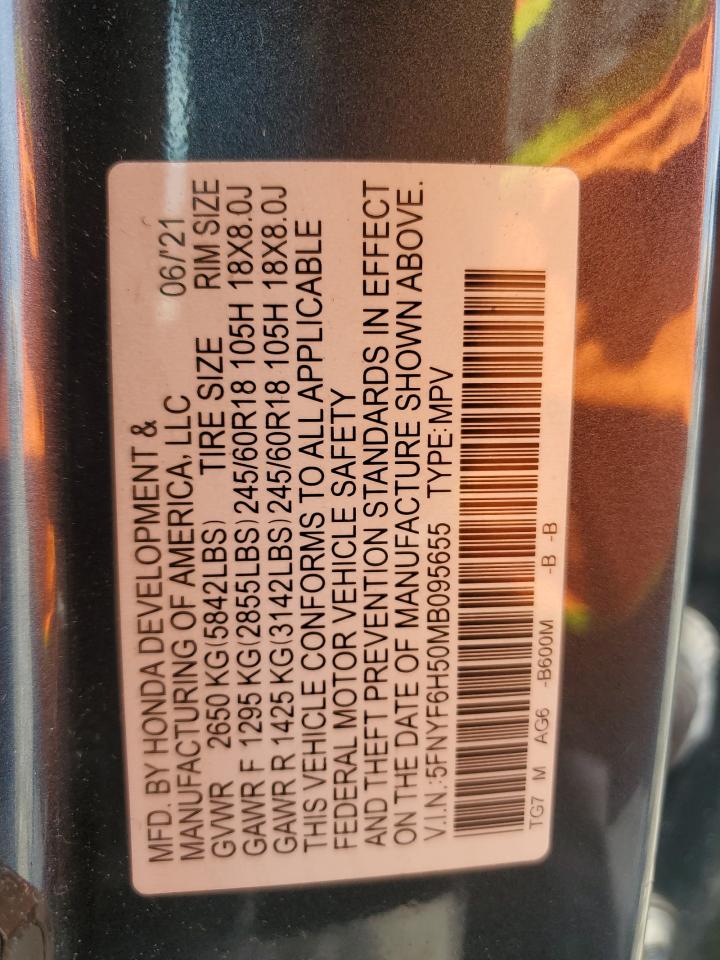 MFD. BY HONDA DEVELOPMENT &
MANUFACTURING OF AMERICA, LLC 06/'21
GVWR 2650 KG(5842LBS) TIRE SIZE RIM SIZE
GAWR F 1295 KG(2855LBS)245/60R18 105H 18X8.0J
GAWR R 1425 KG(3142LBS)245/60R18 105H 18X8.0J
THIS VEHICLE CONFORMS TO ALL APPLICABLE
FEDERAL MOTOR VEHICLE SAFETY
AND THEFT PREVENTION STANDARDS IN EFFECT
ON THE DATE OF MANUFACTURE SHOWN ABOVE.
V.I.N.:5FNYF6H50MB095655 TYPE:MPV
TG7 M AG6 -B600M -B -B